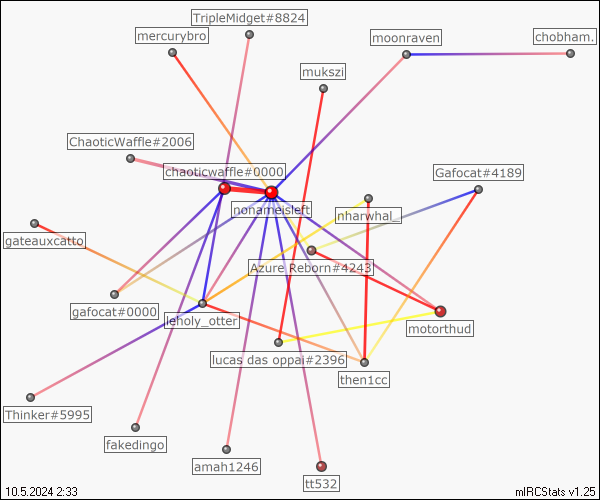 TripleMidget#8824
mercurybro
moonraven
chobham.
mukszi
ChaoticWaffle#2006
chaoticwaffle#0000
Gafocat#4189
nonameisleft
nharwhal_
gateauxcatto
Azure Reborn#4243
gafocat#0000
leholy_otter
motorthud
lucas das oppai#2396
then1cc
Thinker#5995
fakedingo
amah1246
tt532
10.5.2024 2:33
mIRCStats v1.25